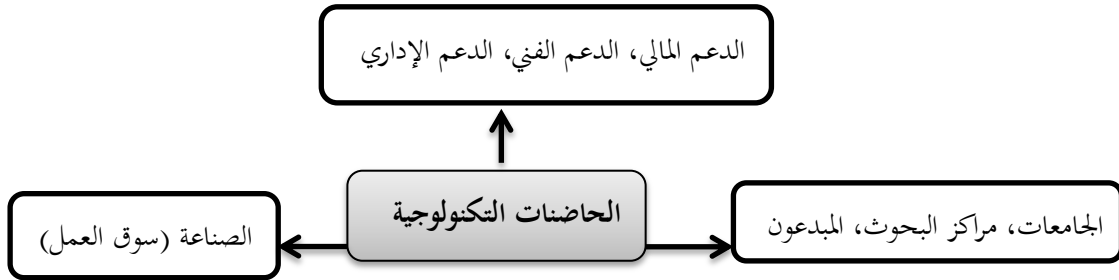 الدعم المالي، الدعم الفني، الدعم الإداري
الحاضنات التكنولوجية
الجامعات، مراكز البحوث، المبدعون
الصناعة (سوق العمل)